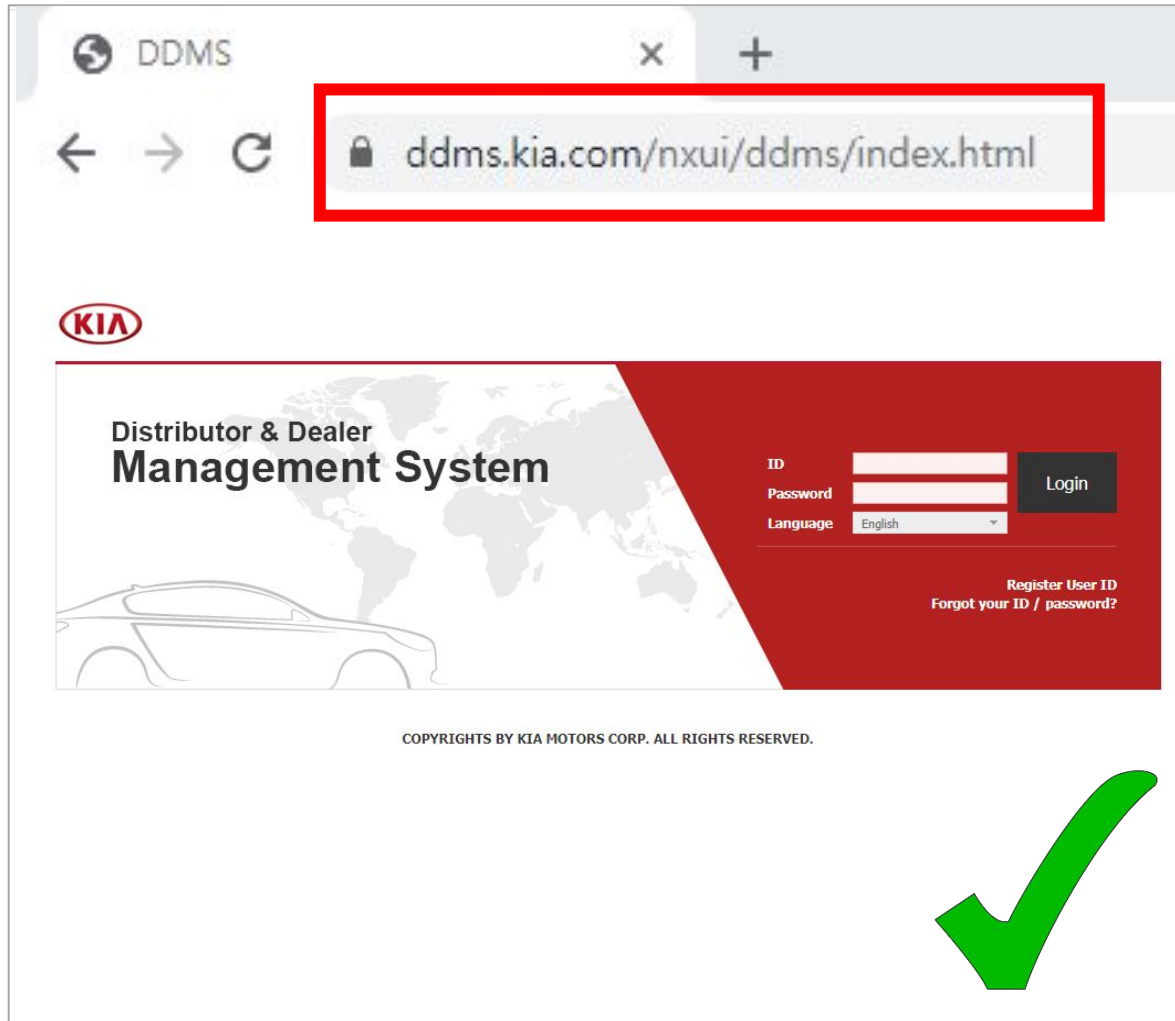 DDMS
ddms.kia.com/nxui/ddms/index.html
KIA
Distributor & Dealer
Management System
ID
Password
Login
Language English
Register User ID
Forgot your ID / password?
COPYRIGHTS BY KIA MOTORS CORP. ALL RIGHTS RESERVED.